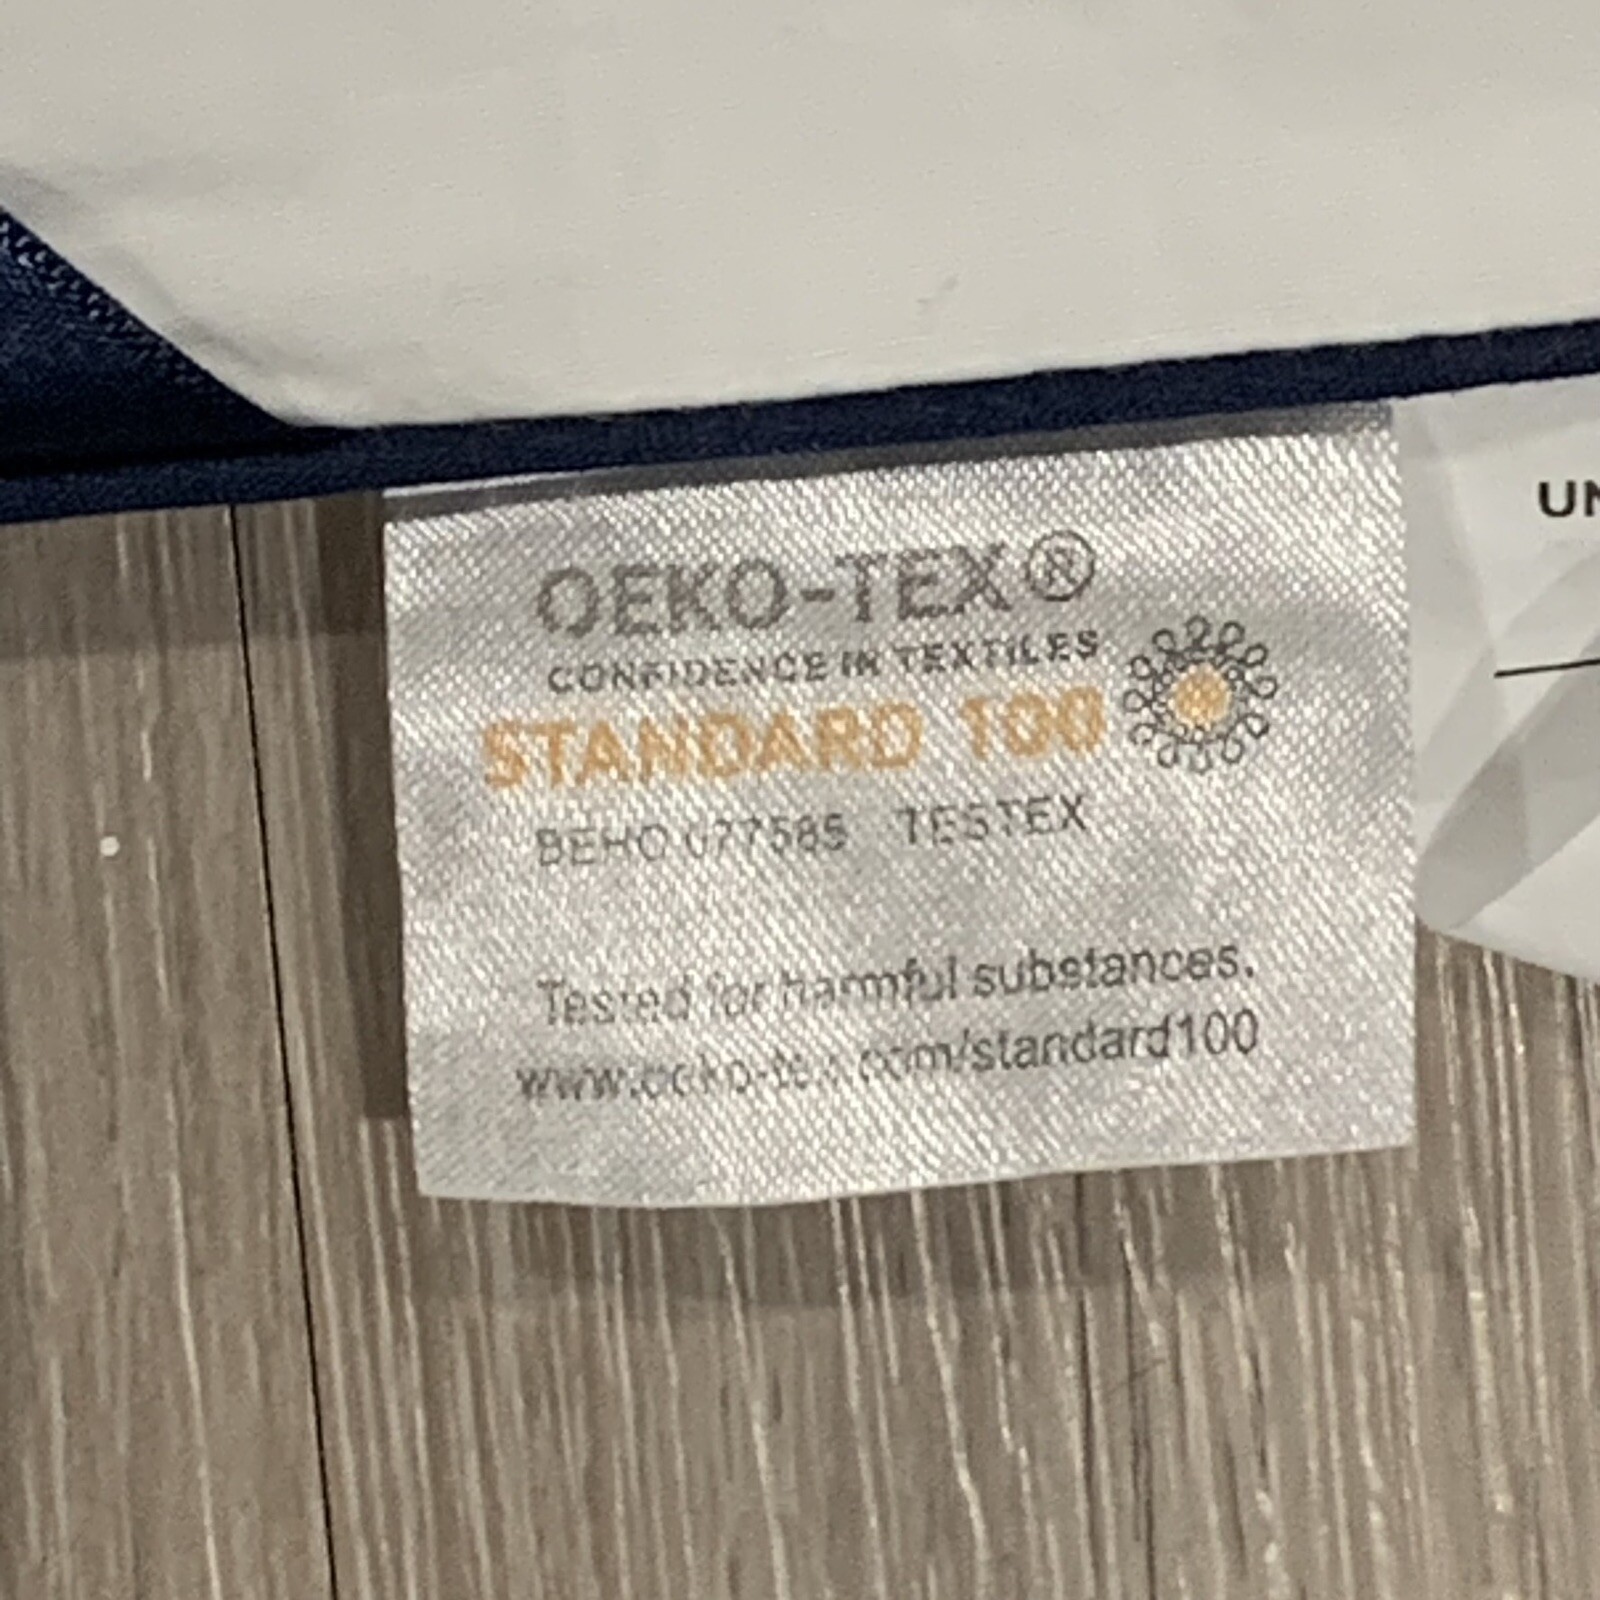 OEKO-TEX®
CONFIDENCE IN TEXTILES
STANDARD 100
BEHO 077585 TESTEX
Tested for harmful substances.
www.oeko-tex.com/standard100
UN